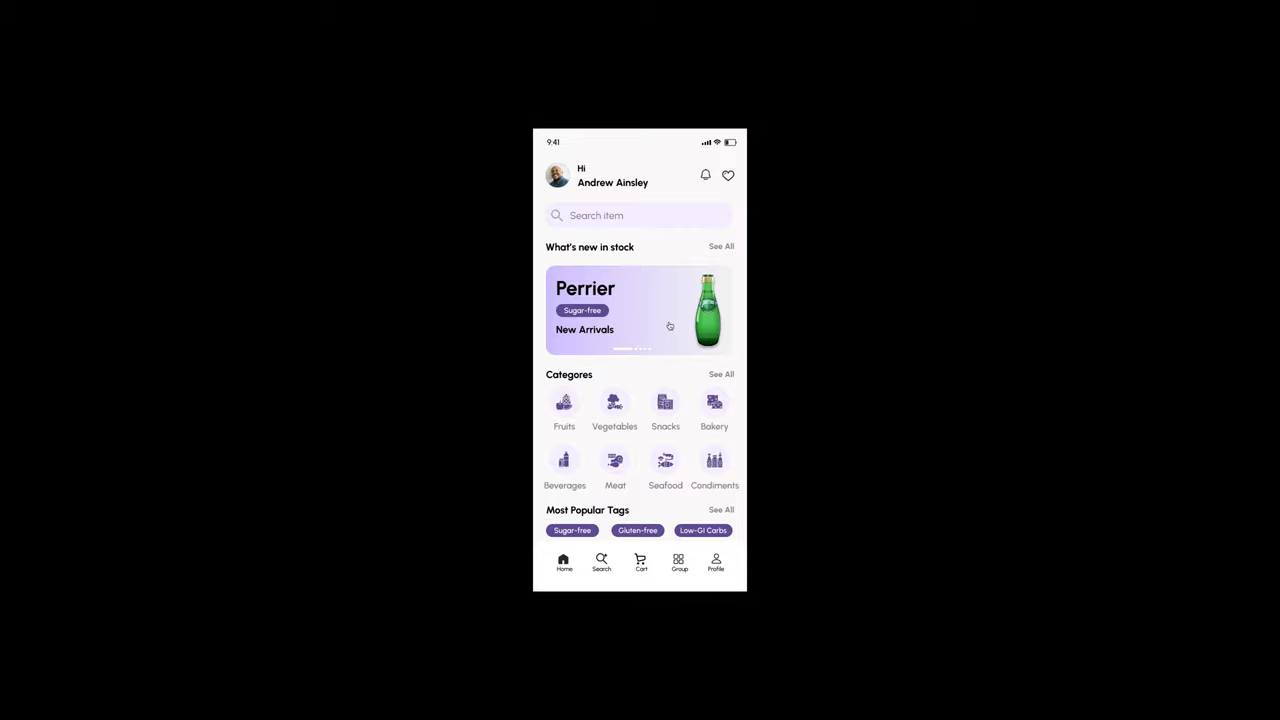 9:41
Hi
Andrew Ainsley
Search item
What's new in stock
See All
Perrier
Sugar-free
New Arrivals
Categores
See All
Fruits
Vegetables
Snacks
Bakery
Beverages
Meat
Seafood
Condiments
Most Popular Tags
See All
Sugar-free
Gluten-free
Low-GI Carbs
Home
Search
Cart
Group
Profile